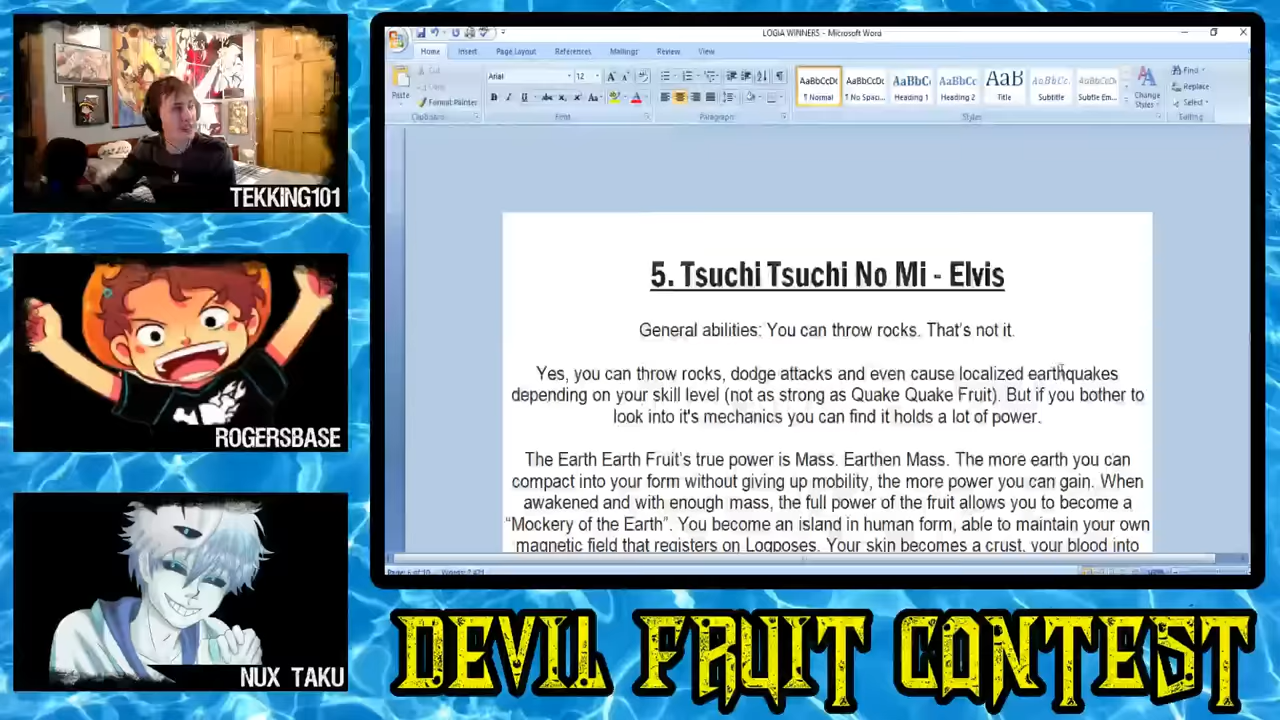 TEKKING101
ROGERSBASE
NUX TAKU
LOGIA WINNERS - Microsoft Word
Home Insert Page Layout References Mailings Review View
Paste
Cut
Format Painter
Clipboard
Arial 12
Font
Paragraph
AaBbCcDc AaBbCcDc AaBbC AaBbCc AaB AaBbCc. AaBbCcDc
¶ Normal ¶ No Spaci... Heading 1 Heading 2 Title Subtitle Subtle Em...
Change Styles
Styles
Find
Replace
Select
Editing
5. Tsuchi Tsuchi No Mi - Elvis
General abilities: You can throw rocks. That's not it.
Yes, you can throw rocks, dodge attacks and even cause localized earthquakes
depending on your skill level (not as strong as Quake Quake Fruit). But if you bother to
look into it's mechanics you can find it holds a lot of power.
The Earth Earth Fruit's true power is Mass. Earthen Mass. The more earth you can
compact into your form without giving up mobility, the more power you can gain. When
awakened and with enough mass, the full power of the fruit allows you to become a
“Mockery of the Earth”. You become an island in human form, able to maintain your own
magnetic field that registers on Logposes. Your skin becomes a crust, your blood into
DEVIL FRUIT CONTEST